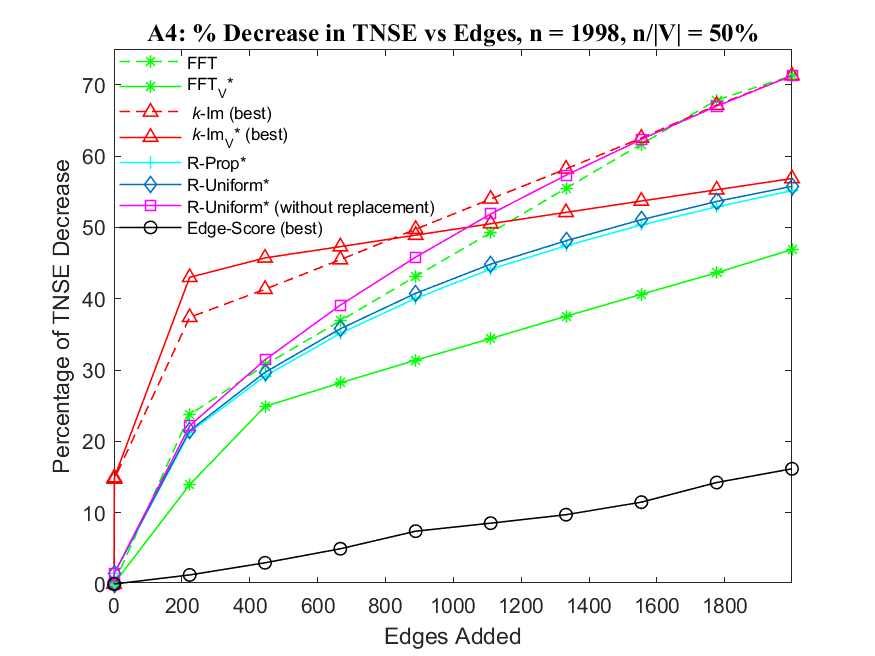 A4: % Decrease in TNSE vs Edges, n = 1998, n/|V| = 50%
FFT
FFT_V*
k-Im (best)
k-Im_V* (best)
R-Prop*
R-Uniform*
R-Uniform* (without replacement)
Edge-Score (best)
Percentage of TNSE Decrease
70
60
50
40
30
20
10
0
0 200 400 600 800 1000 1200 1400 1600 1800
Edges Added